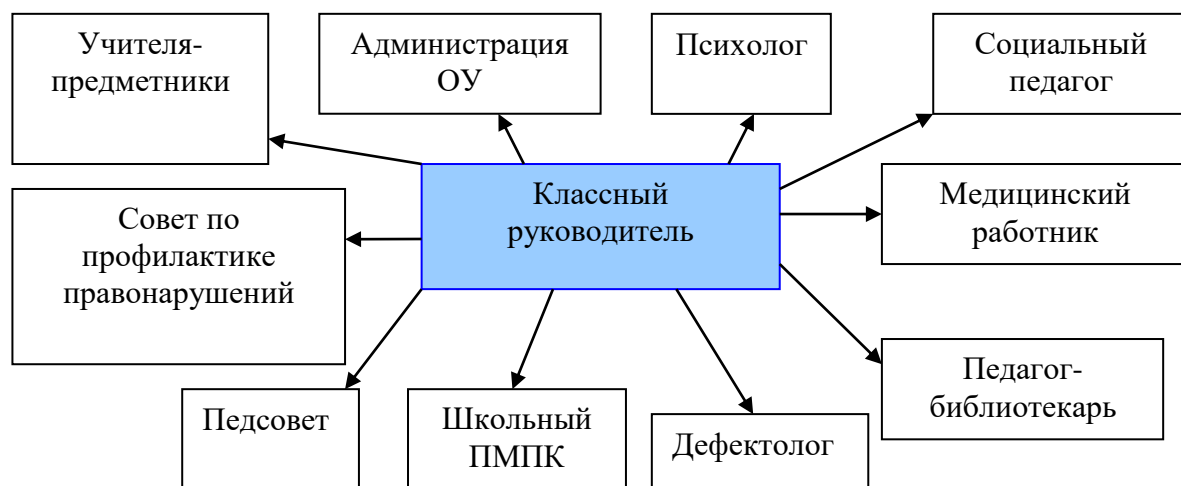 Учителя-
предметники
Администрация
ОУ
Психолог
Социальный
педагог
Классный
руководитель
Медицинский
работник
Совет по
профилактике
правонарушений
Педагог-
библиотекарь
Педсовет
Школьный
ПМПК
Дефектолог